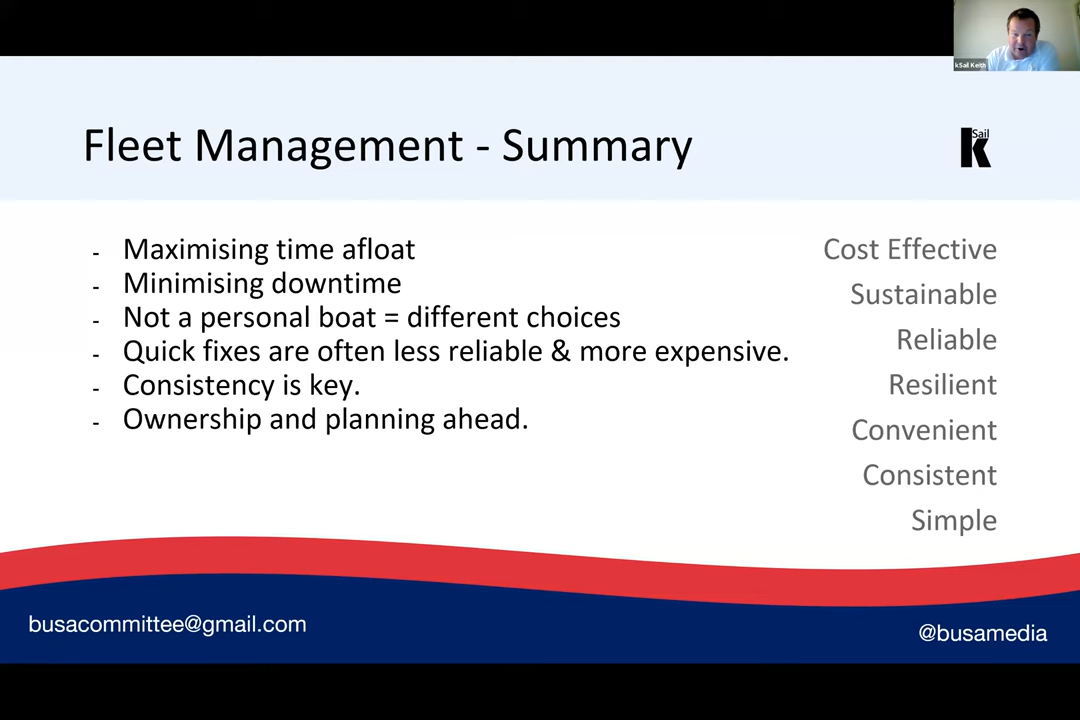 kSail Keith
Fleet Management - Summary
Sail
k
- Maximising time afloat
- Minimising downtime
- Not a personal boat = different choices
- Quick fixes are often less reliable & more expensive.
- Consistency is key.
- Ownership and planning ahead.
Cost Effective
Sustainable
Reliable
Resilient
Convenient
Consistent
Simple
busacommittee@gmail.com
@busamedia